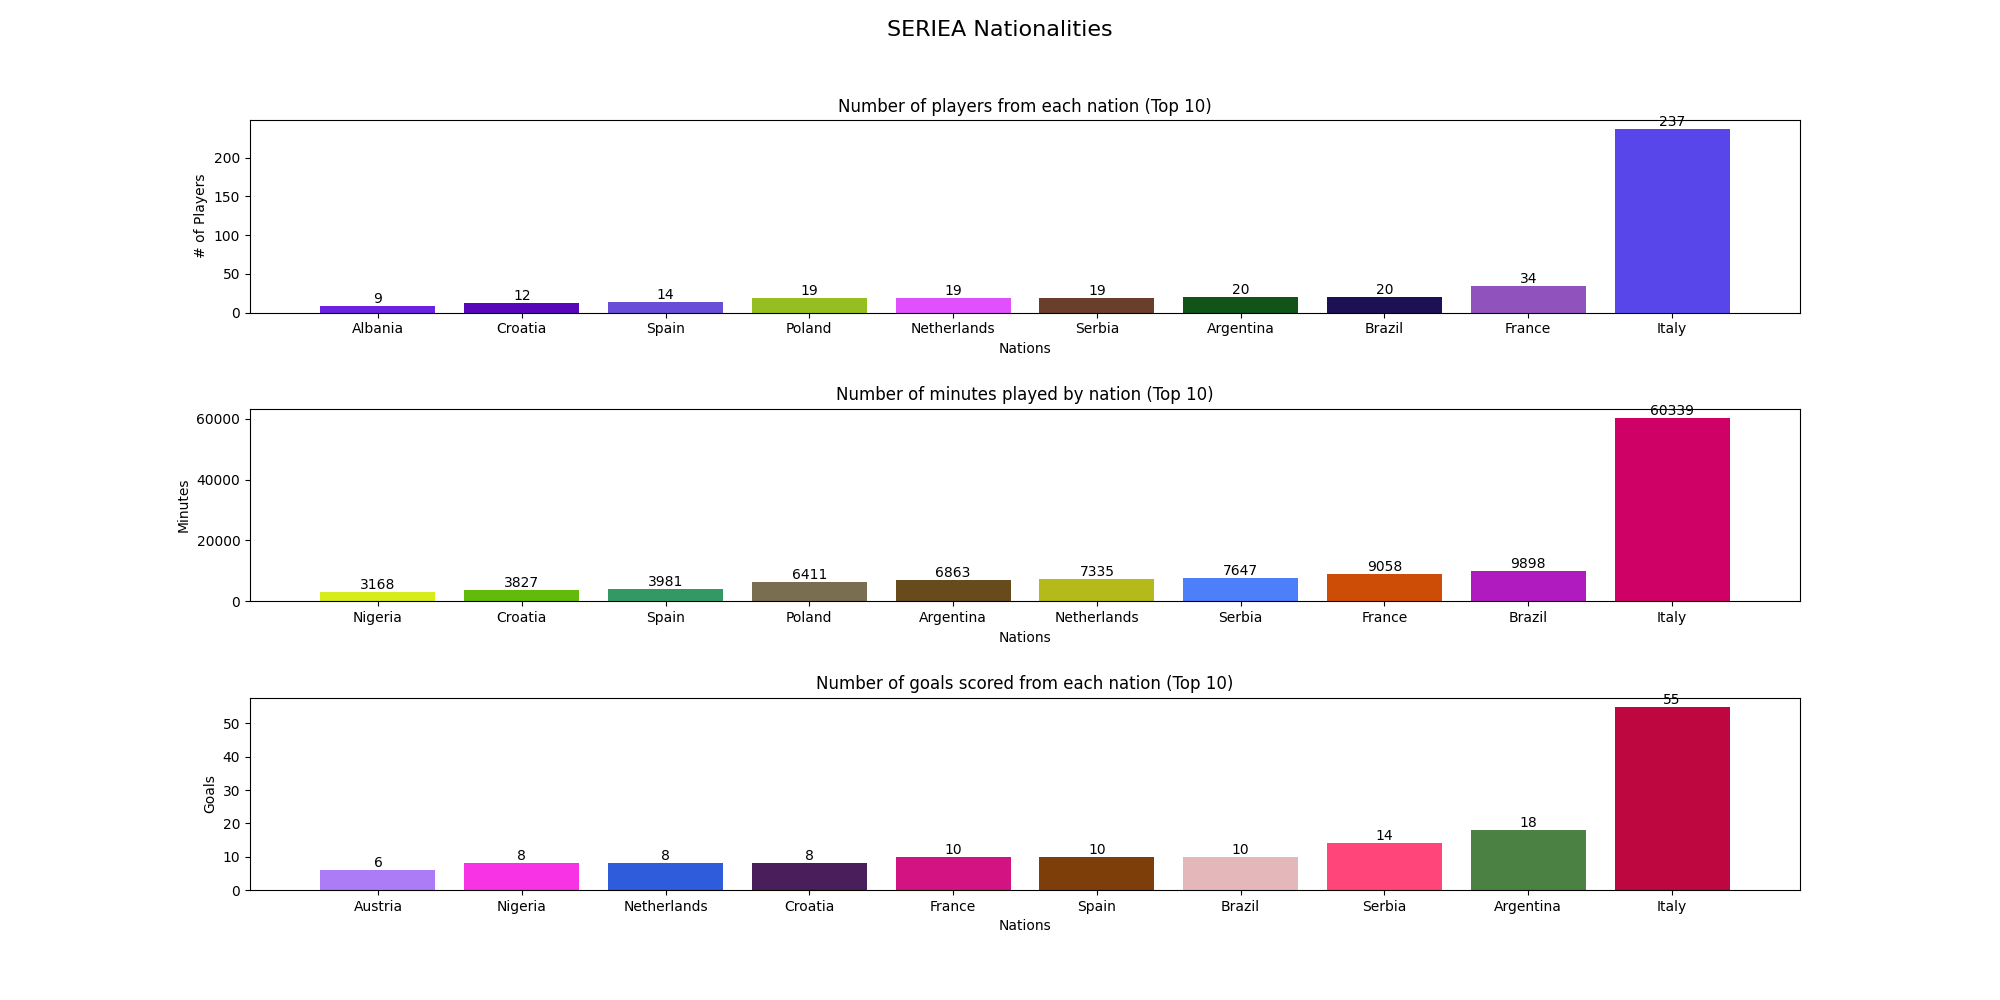 SERIEA Nationalities
Number of players from each nation (Top 10)
# of Players
200
150
100
50
0
9
12
14
19
19
19
20
20
34
237
Albania
Croatia
Spain
Poland
Netherlands
Serbia
Argentina
Brazil
France
Italy
Nations
Number of minutes played by nation (Top 10)
Minutes
60000
40000
20000
0
3168
3827
3981
6411
6863
7335
7647
9058
9898
60339
Nigeria
Croatia
Spain
Poland
Argentina
Netherlands
Serbia
France
Brazil
Italy
Nations
Number of goals scored from each nation (Top 10)
Goals
50
40
30
20
10
0
6
8
8
8
10
10
10
14
18
55
Austria
Nigeria
Netherlands
Croatia
France
Spain
Brazil
Serbia
Argentina
Italy
Nations